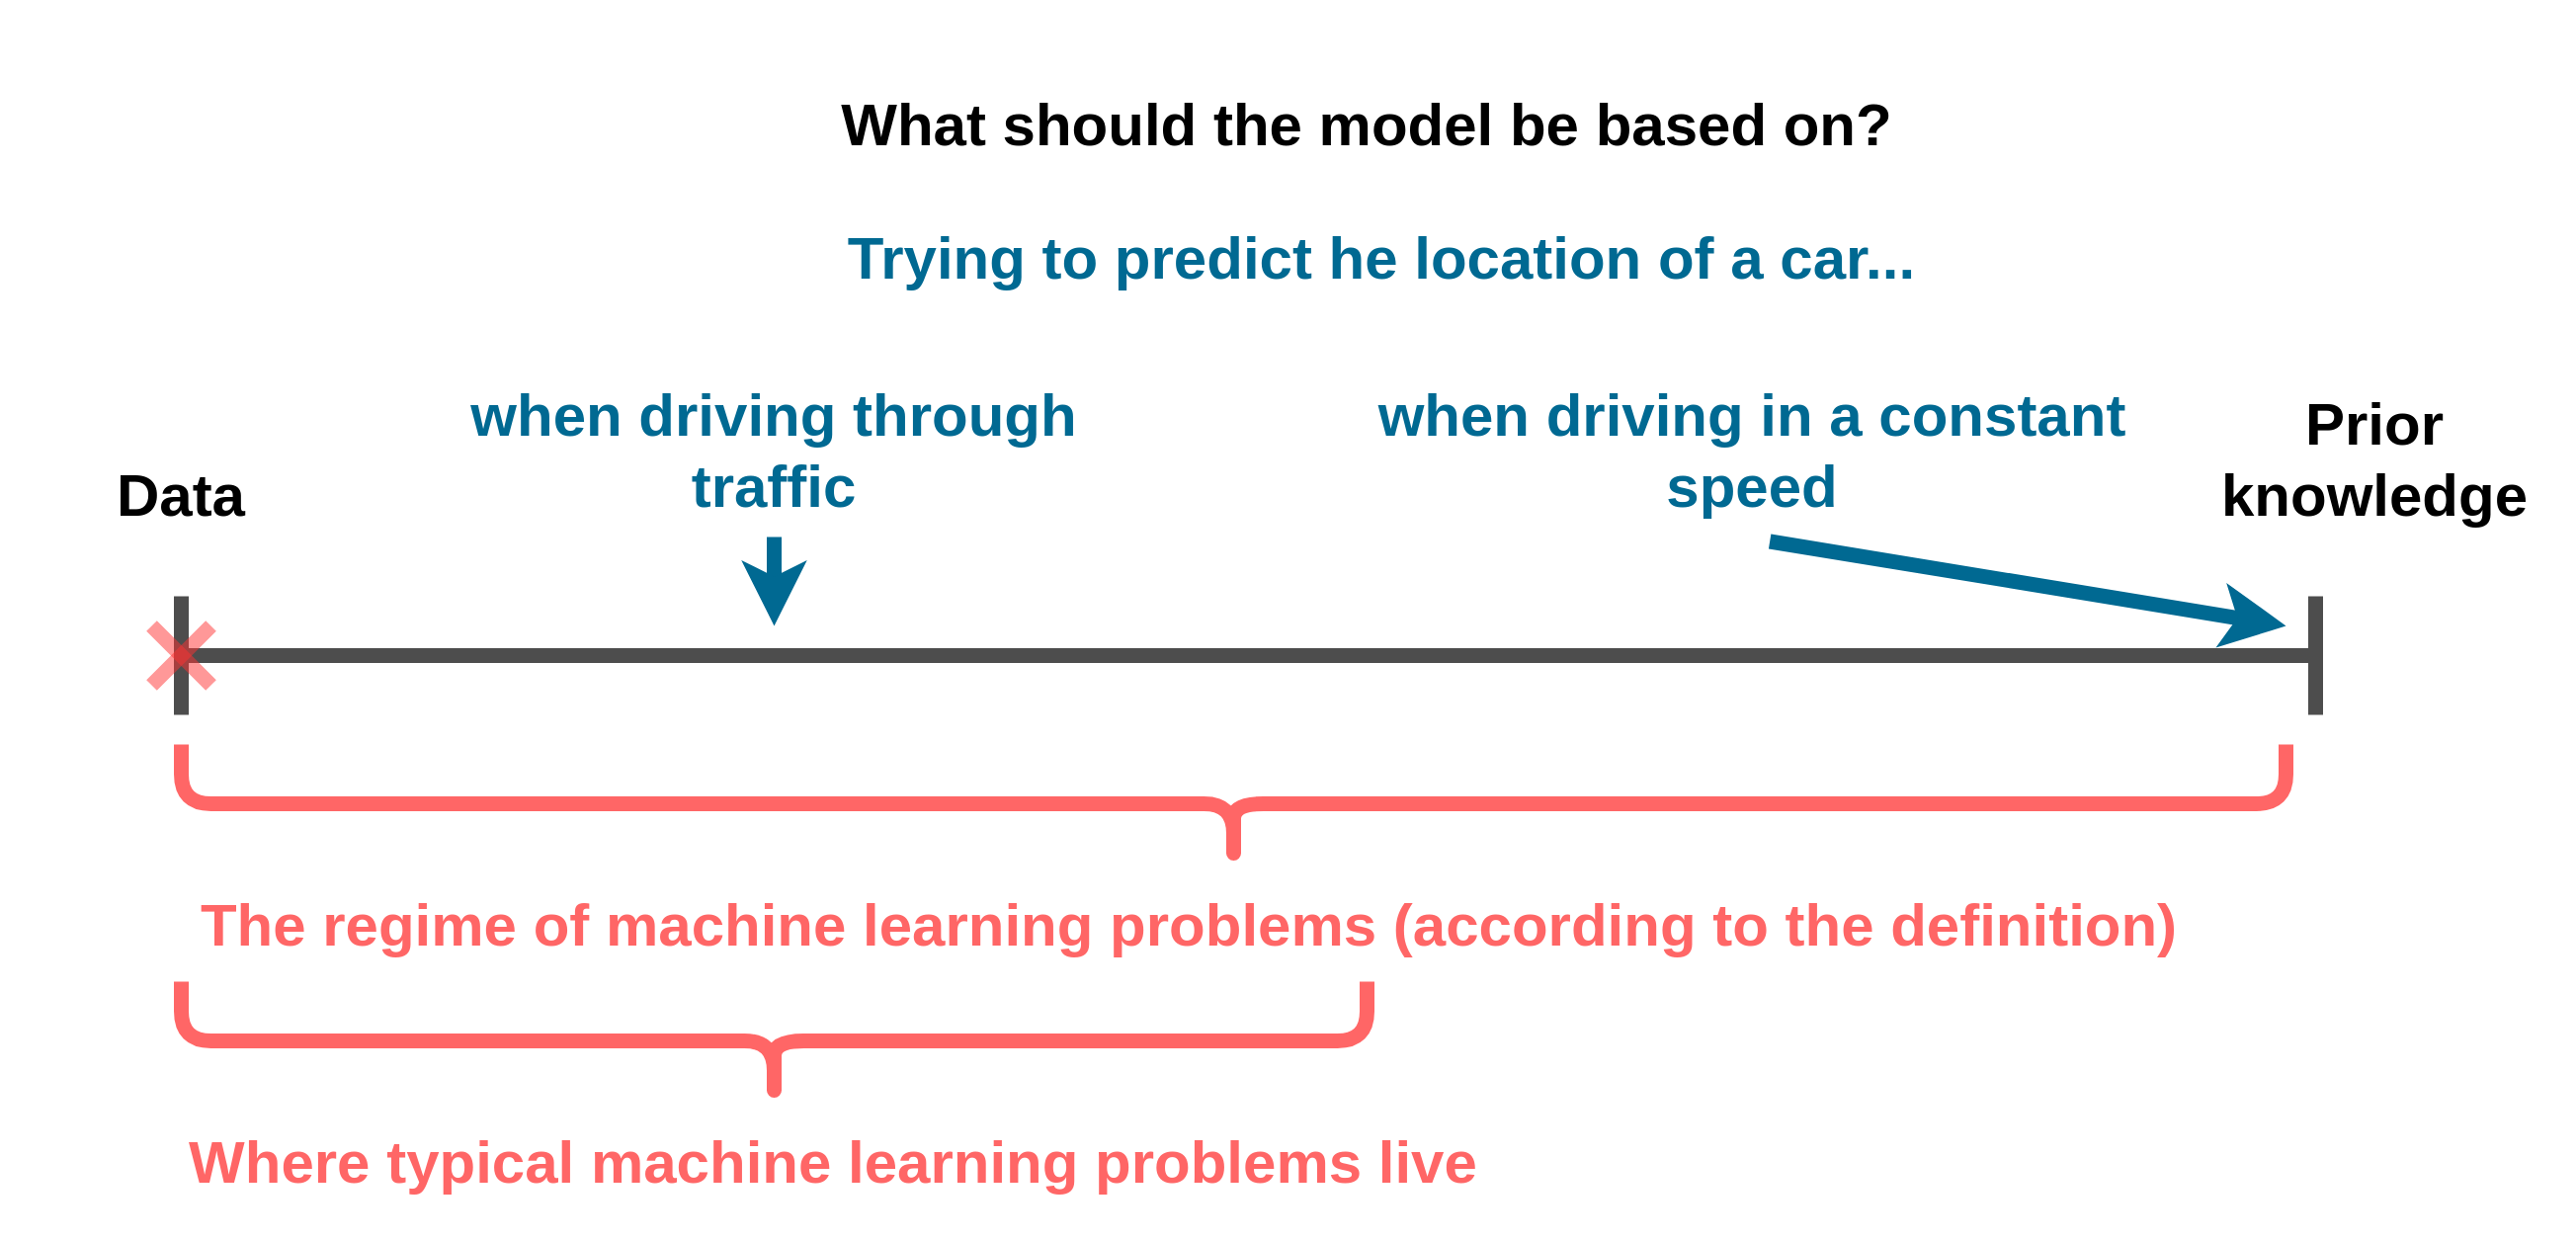 What should the model be based on?
Trying to predict he location of a car...
when driving through
traffic
when driving in a constant
speed
Prior
knowledge
Data
The regime of machine learning problems (according to the definition)
Where typical machine learning problems live